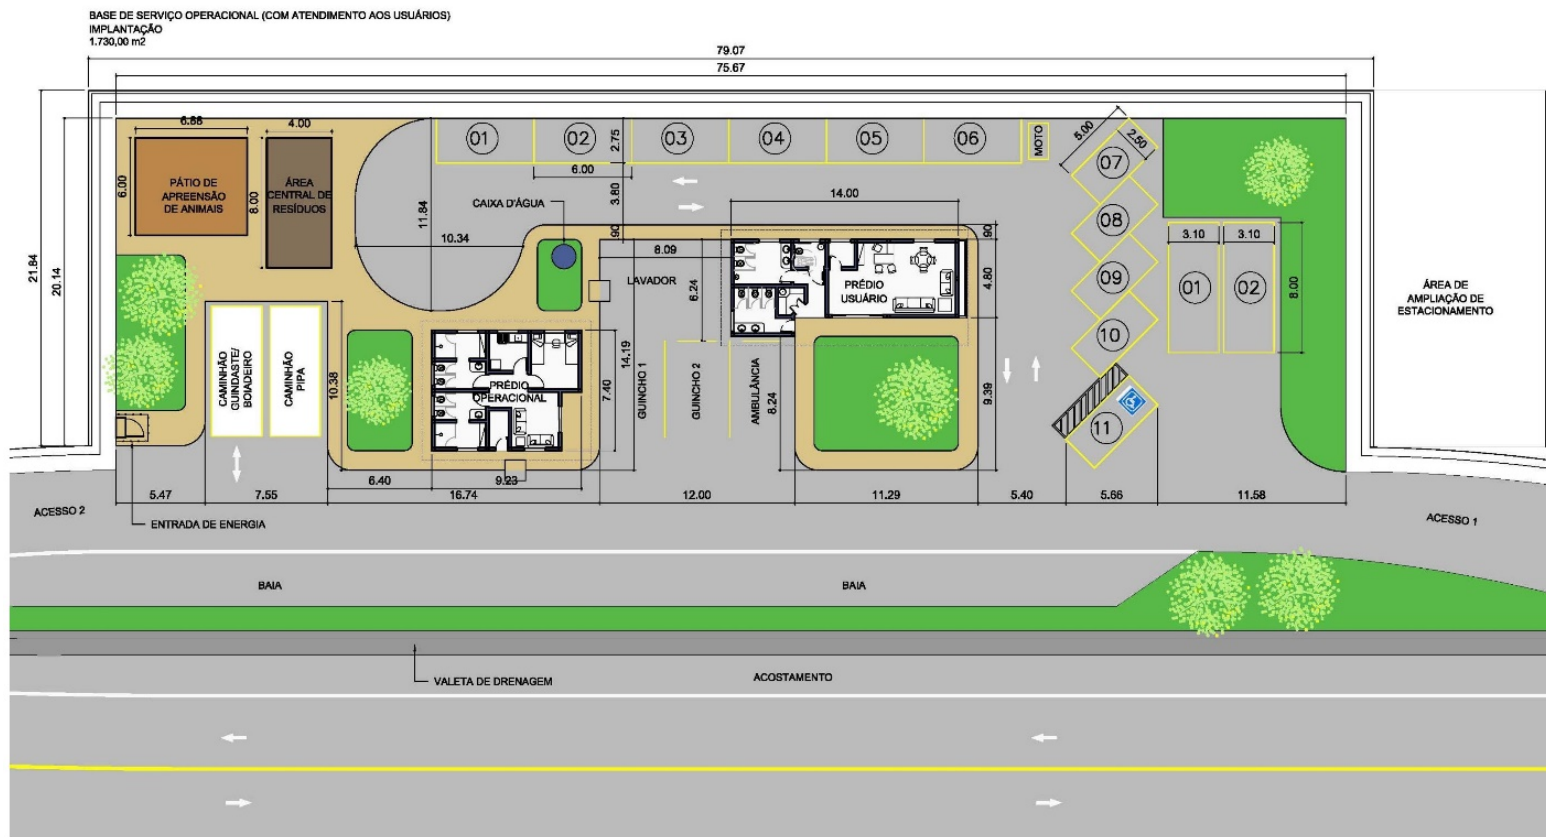 BASE DE SERVIÇO OPERACIONAL (COM ATENDIMENTO AOS USUÁRIOS)
IMPLANTAÇÃO
1.730,00 m2
79.07
75.67
21.84
20.14
6.86
6.00
PÁTIO DE
APREENSÃO
DE ANIMAIS
4.00
8.00
ÁREA
CENTRAL DE
RESÍDUOS
11.84
10.34
01
02
03
04
05
06
MOTO
2.75
6.00
3.80
.90
CAIXA D'ÁGUA
14.00
.90
5.00
2.50
07
08
09
10
11
3.10
3.10
01
02
8.00
ÁREA DE
AMPLIAÇÃO DE
ESTACIONAMENTO
8.09
LAVADOR
6.24
PRÉDIO
USUÁRIO
4.80
CAMINHÃO
GUINDASTE/
BOIADEIRO
CAMINHÃO
PIPA
10.38
PRÉDIO
OPERACIONAL
7.40
14.19
GUINCHO 1
GUINCHO 2
AMBULÂNCIA
8.24
9.39
5.47
7.55
6.40
9.23
16.74
12.00
11.29
5.40
5.66
11.58
ACESSO 2
ENTRADA DE ENERGIA
ACESSO 1
BAIA
BAIA
VALETA DE DRENAGEM
ACOSTAMENTO